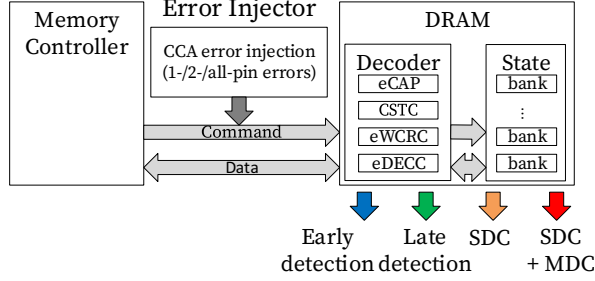 Memory
Controller
Error Injector
CCA error injection
(1-/2-/all-pin errors)
Command
Data
DRAM
Decoder
eCAP
CSTC
eWCRC
eDECC
State
bank
...
bank
bank
Early
detection
Late
detection
SDC
SDC
+ MDC